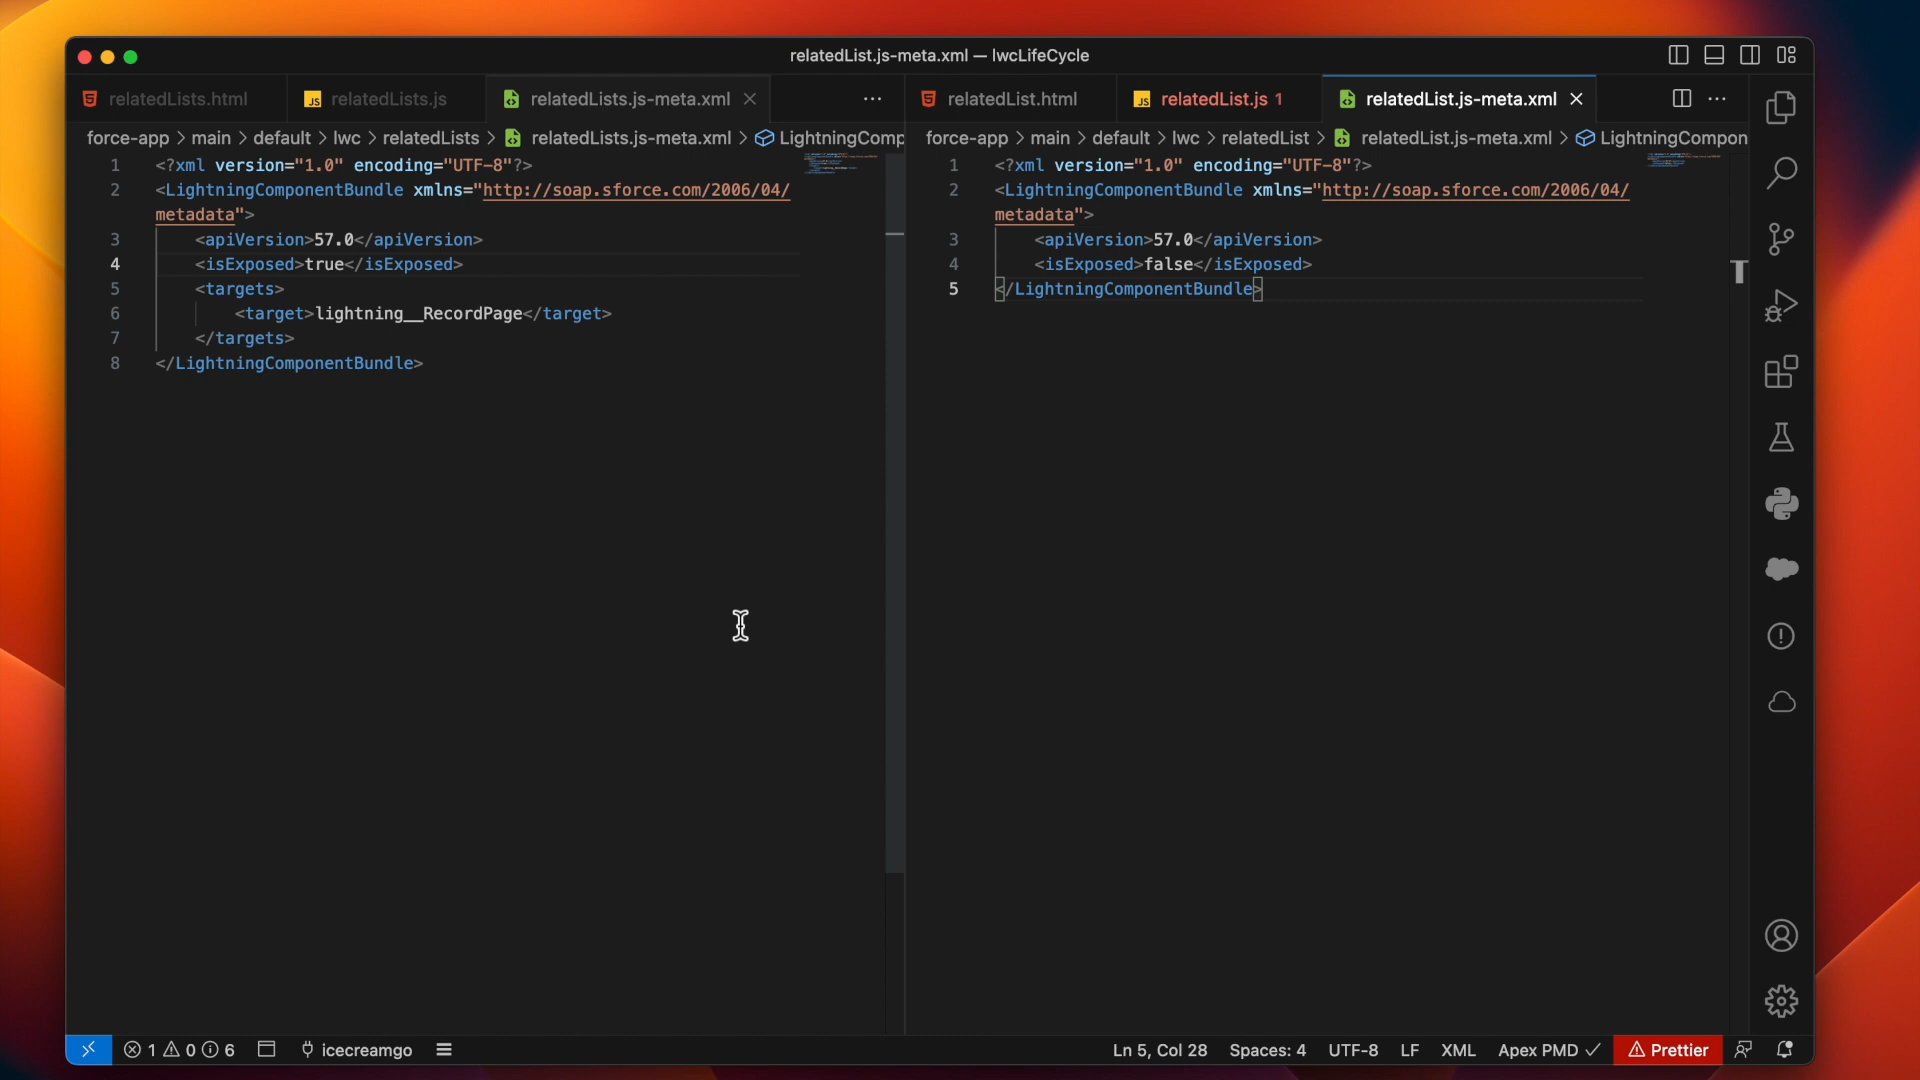 relatedList.js-meta.xml — lwcLifeCycle
relatedLists.html
JS relatedLists.js
relatedLists.js-meta.xml
relatedList.html
JS relatedList.js 1
relatedList.js-meta.xml
force-app > main > default > lwc > relatedLists > relatedLists.js-meta.xml > LightningComp
1 <?xml version="1.0" encoding="UTF-8"?>
2 <LightningComponentBundle xmlns="http://soap.sforce.com/2006/04/
metadata">
3 <apiVersion>57.0</apiVersion>
4 <isExposed>true</isExposed>
5 <targets>
6 <target>lightning__RecordPage</target>
7 </targets>
8 </LightningComponentBundle>
force-app > main > default > lwc > relatedList > relatedList.js-meta.xml > LightningCompon
1 <?xml version="1.0" encoding="UTF-8"?>
2 <LightningComponentBundle xmlns="http://soap.sforce.com/2006/04/
metadata">
3 <apiVersion>57.0</apiVersion>
4 <isExposed>false</isExposed>
5 </LightningComponentBundle>
1 0 6 icecreamgo Ln 5, Col 28 Spaces: 4 UTF-8 LF XML Apex PMD Prettier